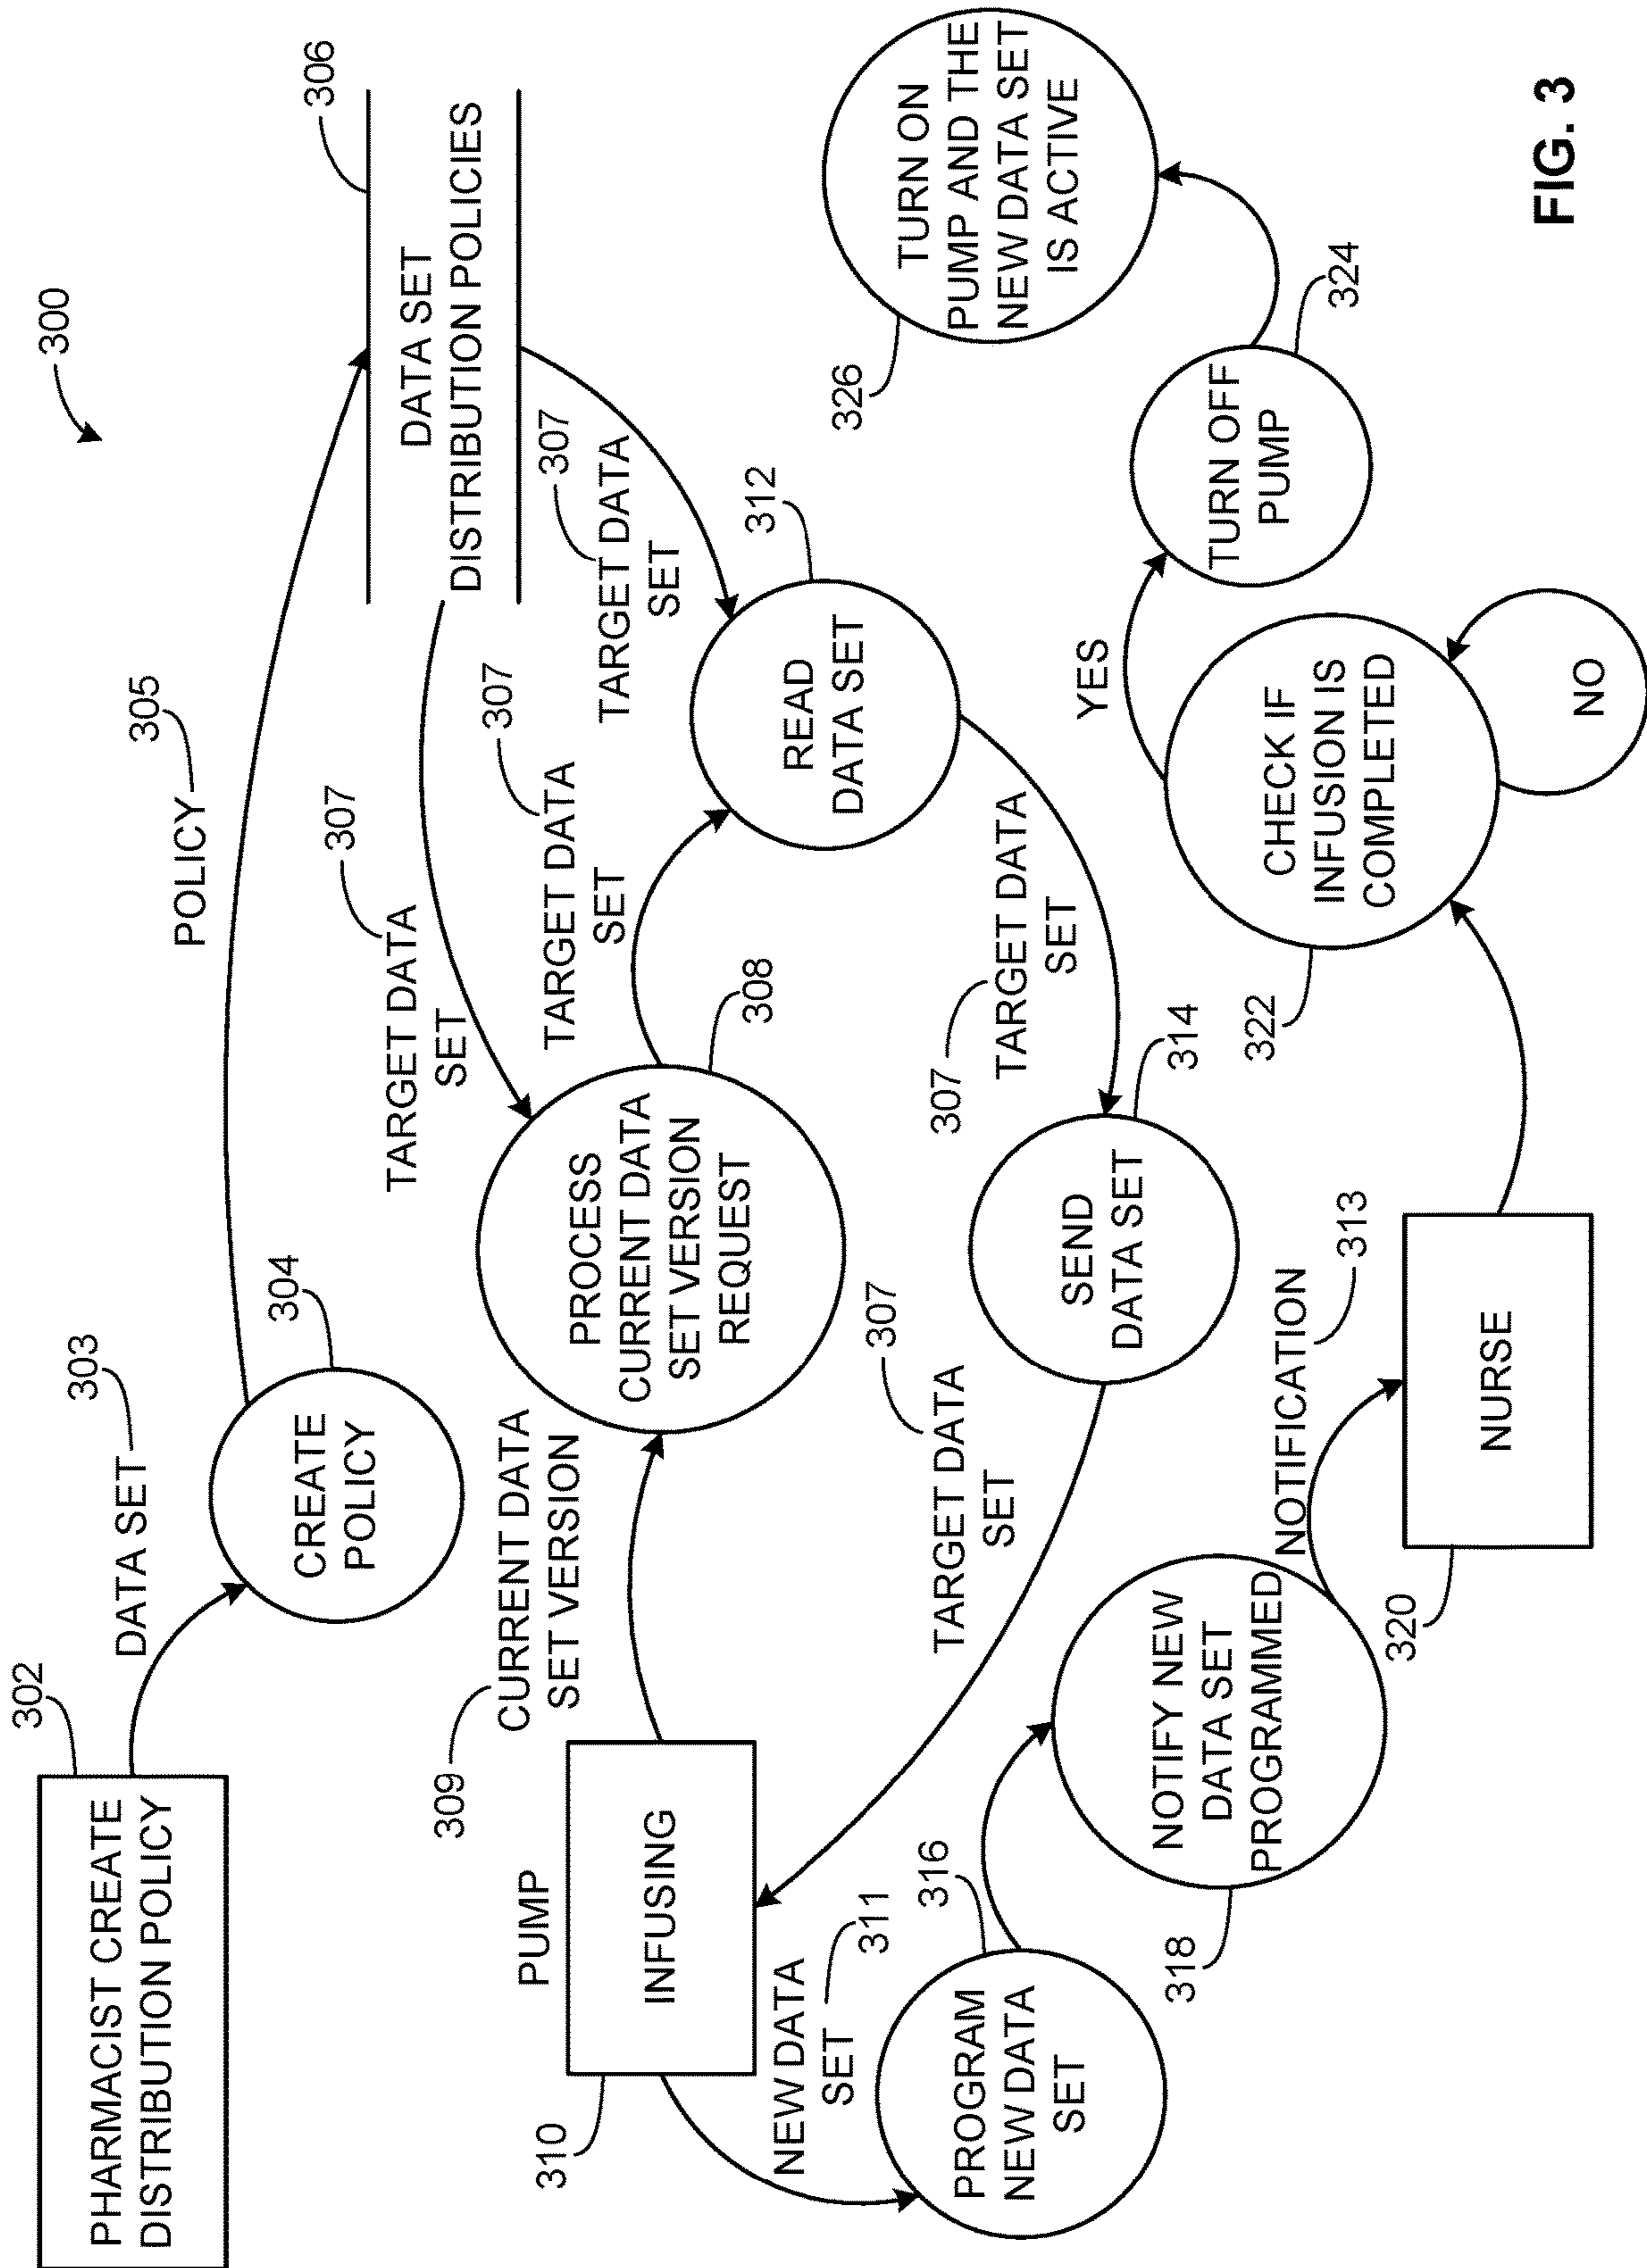 300
302
PHARMACIST CREATE
DISTRIBUTION POLICY
DATA SET
303
CREATE
POLICY
304
POLICY
305
DATA SET
DISTRIBUTION POLICIES
306
TARGET DATA
SET
307
TARGET DATA
SET
307
TARGET DATA
SET
307
309
CURRENT DATA
SET VERSION
PROCESS
CURRENT DATA
SET VERSION
REQUEST
308
READ
DATA SET
312
PUMP
INFUSING
310
TARGET DATA
SET
307
SEND
DATA SET
314
307
TARGET DATA
SET
NEW DATA
SET
311
PROGRAM
NEW DATA
SET
316
NOTIFY NEW
DATA SET
PROGRAMMED
318
NOTIFICATION
313
NURSE
320
CHECK IF
INFUSION IS
COMPLETED
322
YES
NO
TURN OFF
PUMP
324
TURN ON
PUMP AND THE
NEW DATA SET
IS ACTIVE
326
FIG. 3